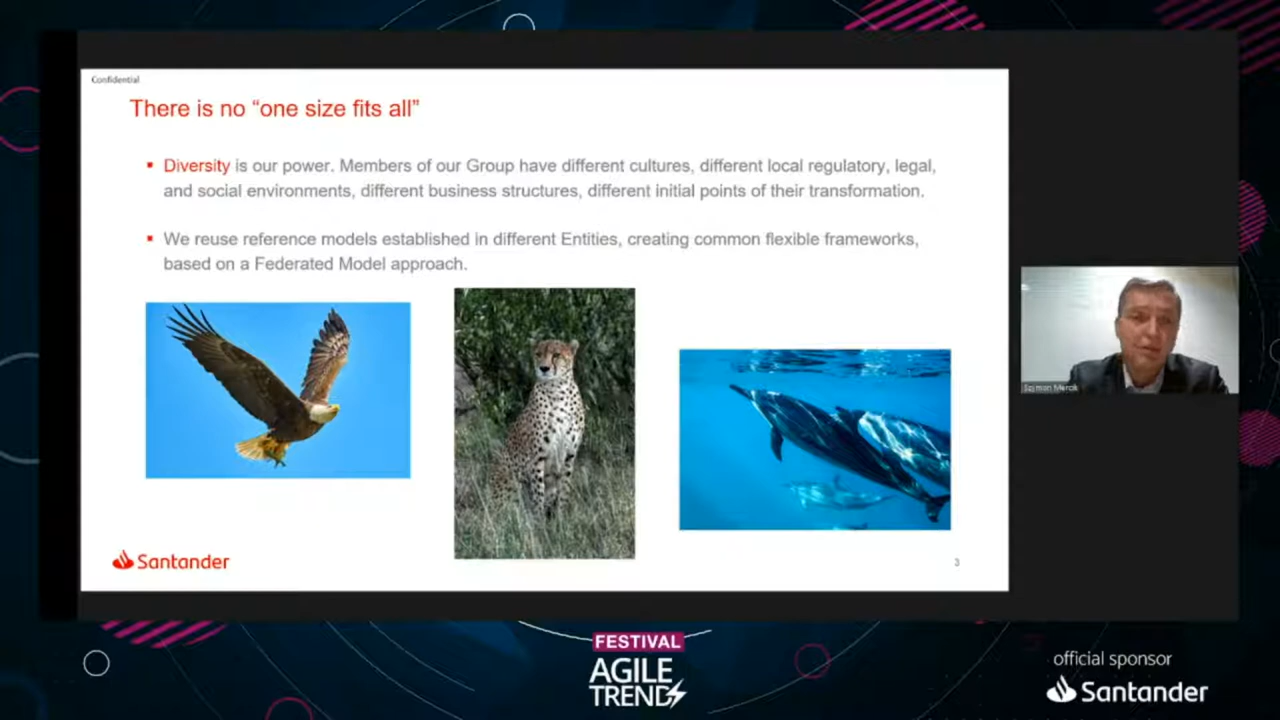 Confidential
There is no “one size fits all”
▪ Diversity is our power. Members of our Group have different cultures, different local regulatory, legal,
and social environments, different business structures, different initial points of their transformation.
▪ We reuse reference models established in different Entities, creating common flexible frameworks,
based on a Federated Model approach.
Szymon Mercik
Santander
3
FESTIVAL
AGILE
TRENDS
official sponsor
Santander